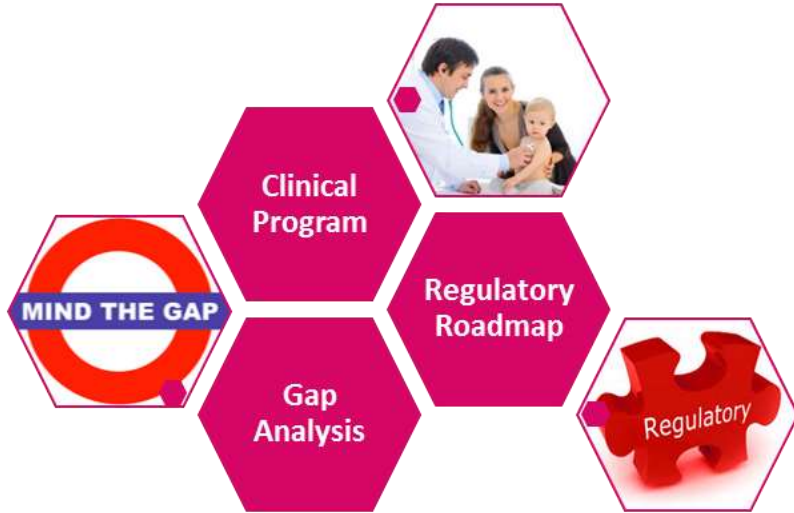 Clinical
Program
MIND THE GAP
Regulatory
Roadmap
Gap
Analysis
Regulatory